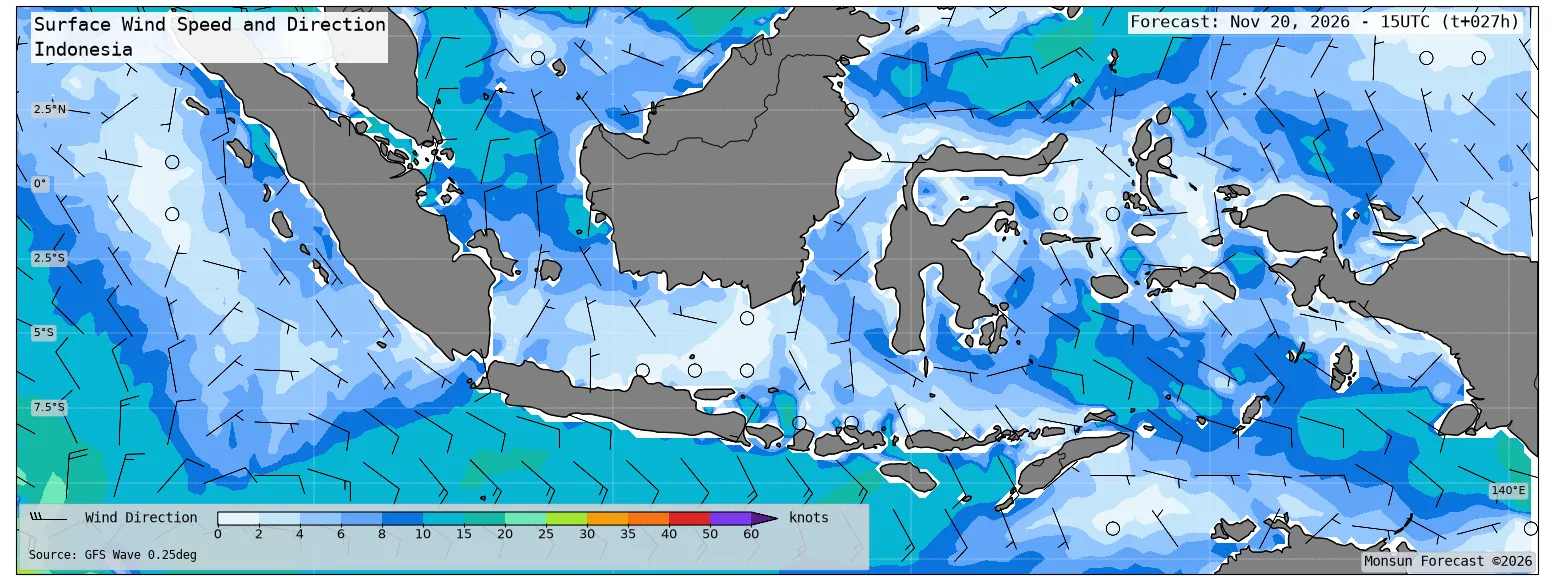 Surface Wind Speed and Direction
Indonesia
Forecast: Nov 20, 2026 - 15UTC (t+027h)
2.5°N
0°
2.5°S
5°S
7.5°S
140°E
Wind Direction
0 2 4 6 8 10 15 20 25 30 35 40 50 60
knots
Source: GFS Wave 0.25deg
Monsun Forecast ©2026